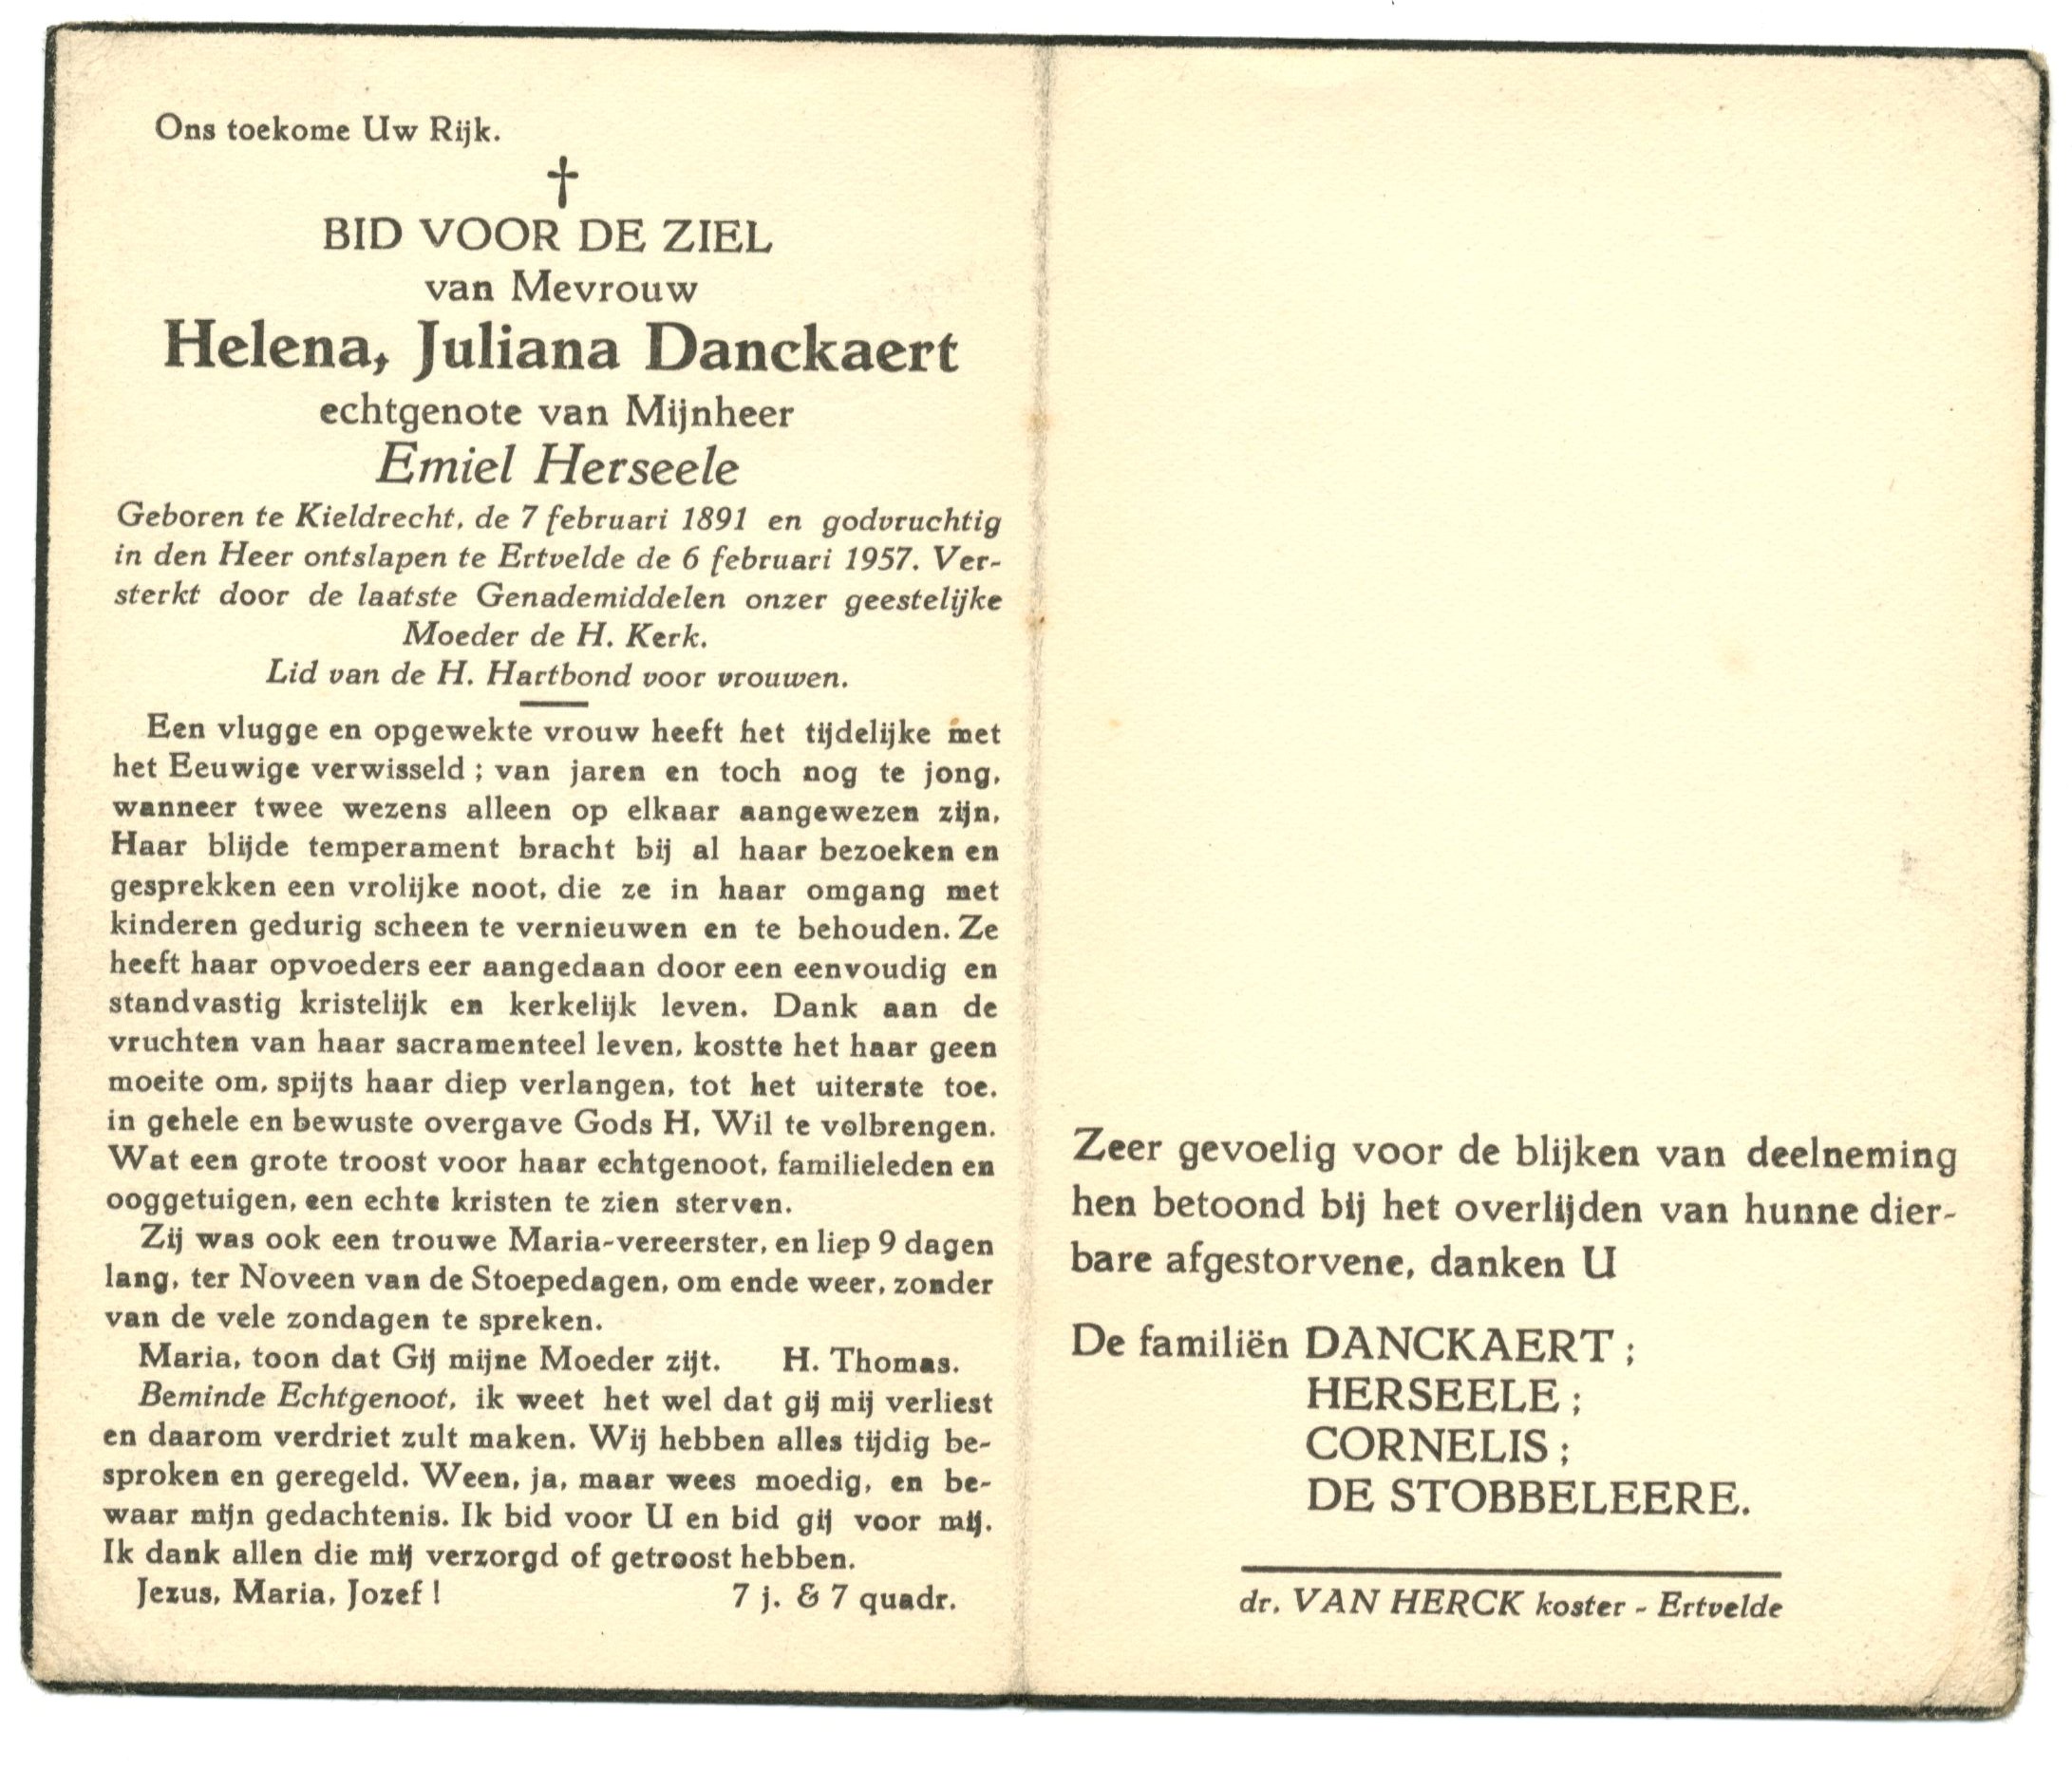 Ons toekome Uw Rijk.
†
BID VOOR DE ZIEL
van Mevrouw
Helena, Juliana Danckaert
echtgenote van Mijnheer
Emiel Herseele
Geboren te Kieldrecht, de 7 februari 1891 en godvruchtig
in den Heer ontslapen te Ertvelde de 6 februari 1957. Ver-
sterkt door de laatste Genademiddelen onzer geestelijke
Moeder de H. Kerk.
Lid van de H. Hartbond voor vrouwen.
Een vlugge en opgewekte vrouw heeft het tijdelijke met
het Eeuwige verwisseld ; van jaren en toch nog te jong,
wanneer twee wezens alleen op elkaar aangewezen zijn,
Haar blijde temperament bracht bij al haar bezoeken en
gesprekken een vrolijke noot, die ze in haar omgang met
kinderen gedurig scheen te vernieuwen en te behouden. Ze
heeft haar opvoeders eer aangedaan door een eenvoudig en
standvastig kristelijk en kerkelijk leven. Dank aan de
vruchten van haar sacramenteel leven, kostte het haar geen
moeite om, spijts haar diep verlangen, tot het uiterste toe,
in gehele en bewuste overgave Gods H, Wil te volbrengen.
Wat een grote troost voor haar echtgenoot, familieleden en
ooggetuigen, een echte kristen te zien sterven.
Zij was ook een trouwe Maria-vereerster, en liep 9 dagen
lang, ter Noveen van de Stoepedagen, om ende weer, zonder
van de vele zondagen te spreken.
Maria, toon dat Gij mijne Moeder zijt. H. Thomas.
Beminde Echtgenoot, ik weet het wel dat gij mij verliest
en daarom verdriet zult maken. Wij hebben alles tijdig be-
sproken en geregeld. Ween, ja, maar wees moedig, en be-
waar mijn gedachtenis. Ik bid voor U en bid gij voor mij.
Ik dank allen die mij verzorgd of getroost hebben.
Jezus, Maria, Jozef ! 7 j. & 7 quadr.
Zeer gevoelig voor de blijken van deelneming
hen betoond bij het overlijden van hunne dier-
bare afgestorvene, danken U
De familiën DANCKAERT ;
HERSEELE ;
CORNELIS ;
DE STOBBELEERE.
dr. VAN HERCK koster - Ertvelde